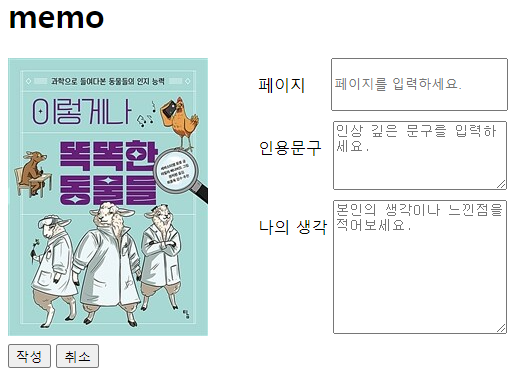 memo
과학으로 들여다본 동물들의 인지 능력
이렇게나
똑똑한
동물들
페이지
페이지를 입력하세요.
인용문구
인상 깊은 문구를 입력하
세요.
나의 생각
본인의 생각이나 느낀점을
적어보세요.
작성
취소